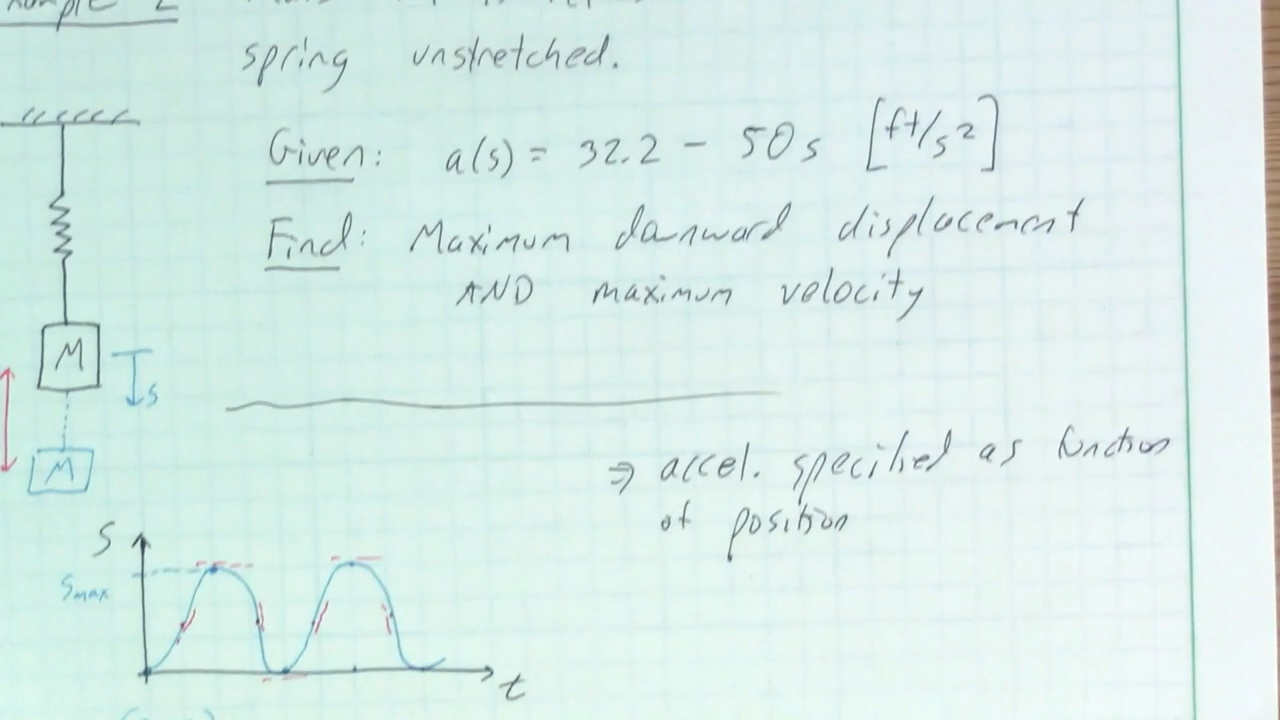 spring unstretched.
Given: a(s) = 32.2 - 50s [ft/s²]
Find: Maximum downward displacement
AND maximum velocity
M
s
M
⇒ accel. specified as function
of position
S
Smax
t